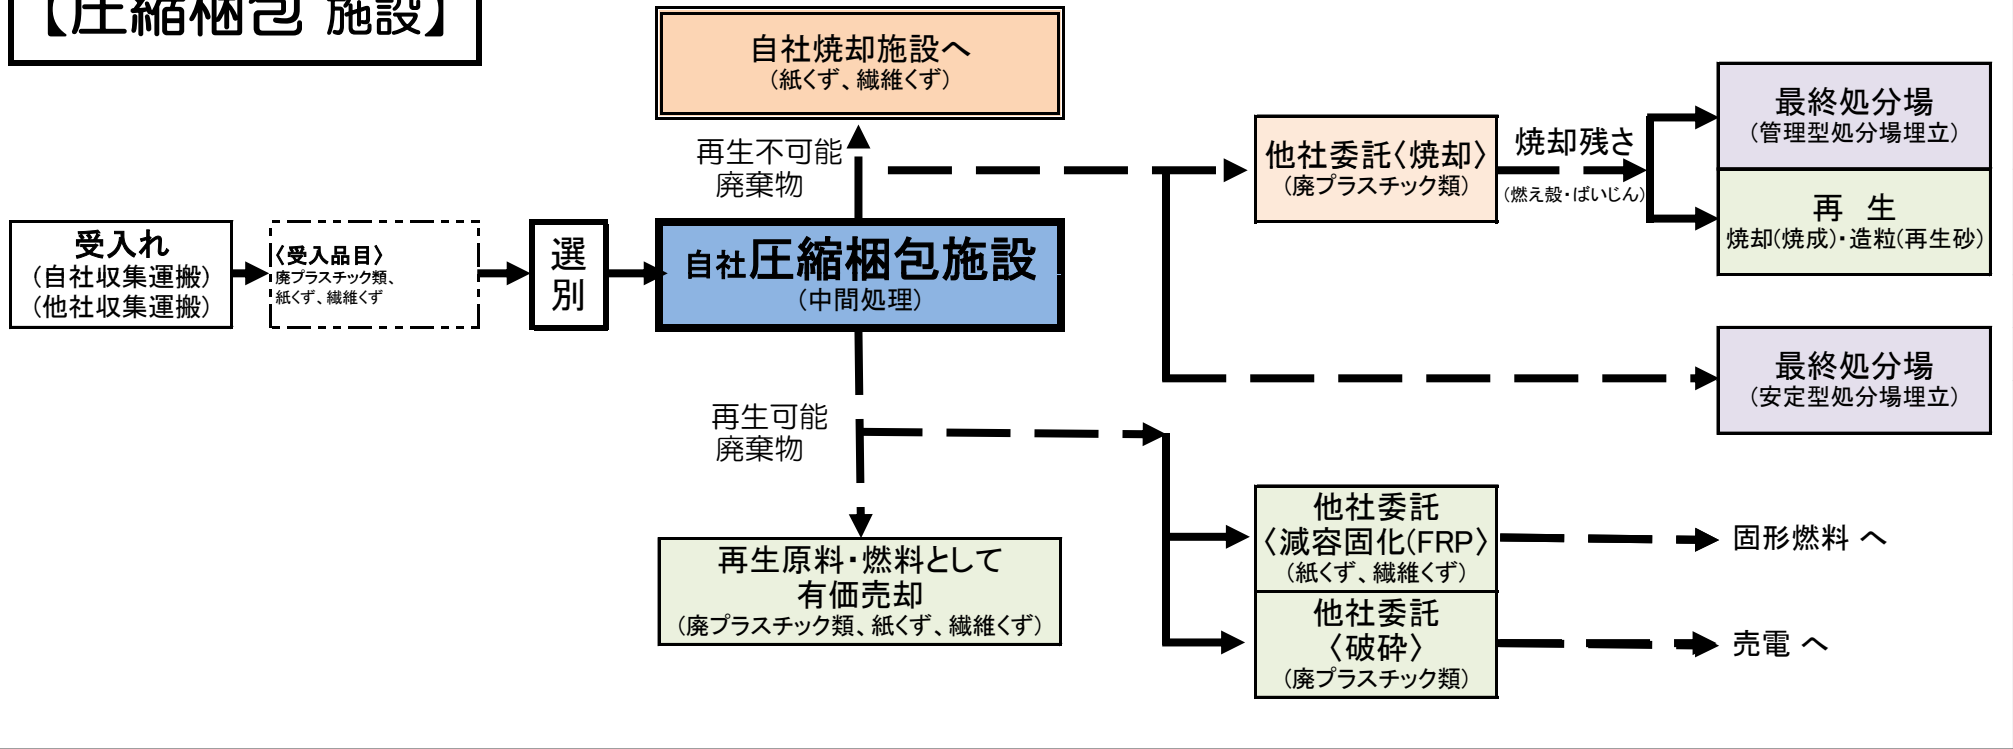 【圧縮梱包 施設】
自社焼却施設へ
（紙くず、繊維くず）
再生不可能
廃棄物
受入れ
（自社収集運搬）
（他社収集運搬）
〈受入品目〉
廃プラスチック類、
紙くず、繊維くず
選
別
自社圧縮梱包施設
（中間処理）
再生可能
廃棄物
再生原料・燃料として
有価売却
（廃プラスチック類、紙くず、繊維くず）
他社委託〈焼却〉
（廃プラスチック類）
焼却残さ
（燃え殻・ばいじん）
最終処分場
（管理型処分場埋立）
再 生
焼却(焼成)・造粒(再生砂)
最終処分場
（安定型処分場埋立）
他社委託
〈減容固化(FRP〉
（紙くず、繊維くず）
固形燃料 へ
他社委託
〈破砕〉
（廃プラスチック類）
売電 へ